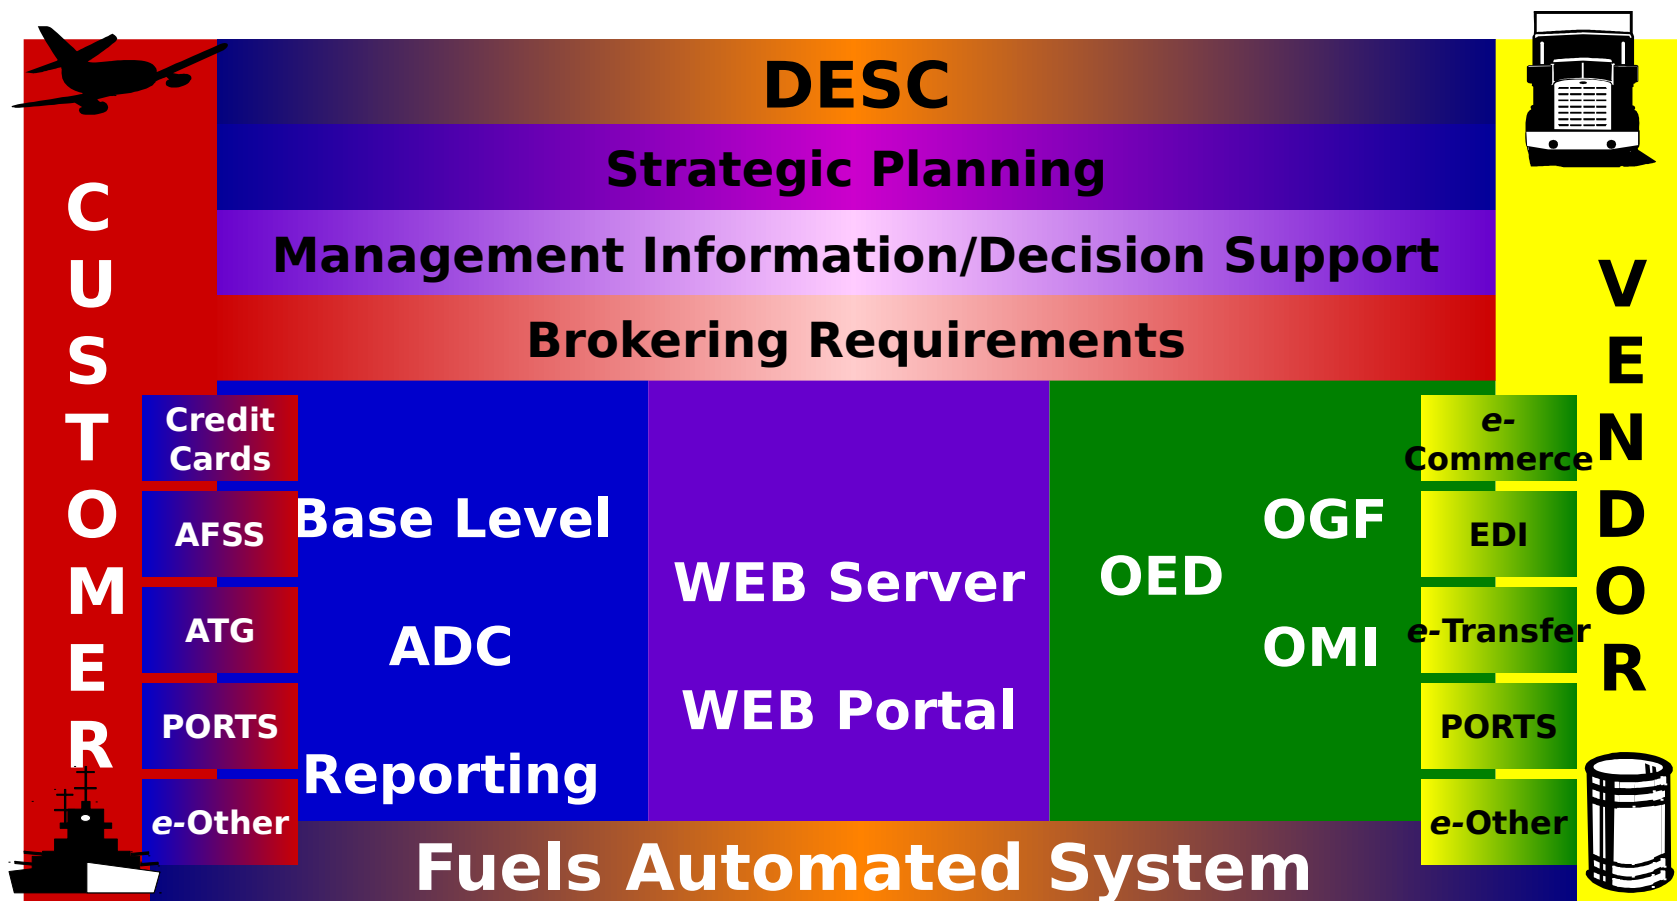 DESC
Strategic Planning
Management Information/Decision Support
Brokering Requirements
C
U
S
T
O
M
E
R
Credit
Cards
AFSS
ATG
PORTS
e-Other
Base Level
ADC
Reporting
WEB Server
WEB Portal
OGF
OED
OMI
e-
Commerce
EDI
e-Transfer
PORTS
e-Other
V
E
N
D
O
R
Fuels Automated System